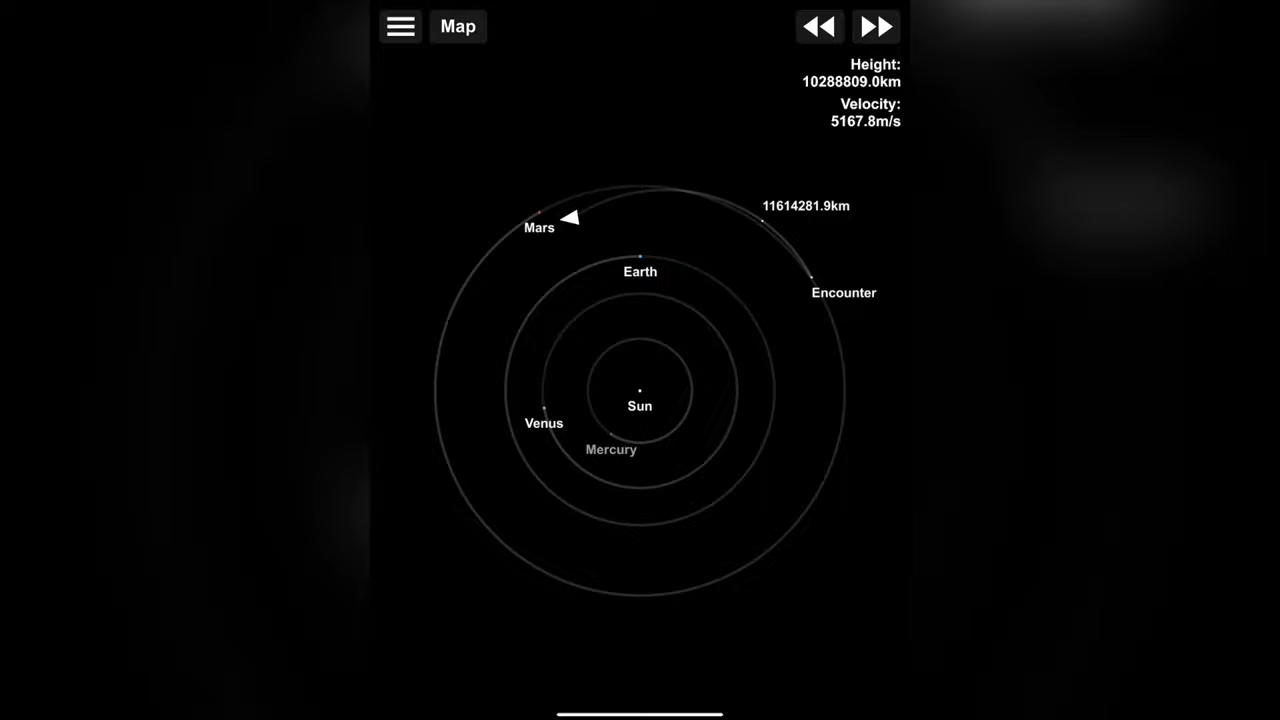 Map
Height:
10288809.0km
Velocity:
5167.8m/s
11614281.9km
Mars
Earth
Encounter
Sun
Venus
Mercury